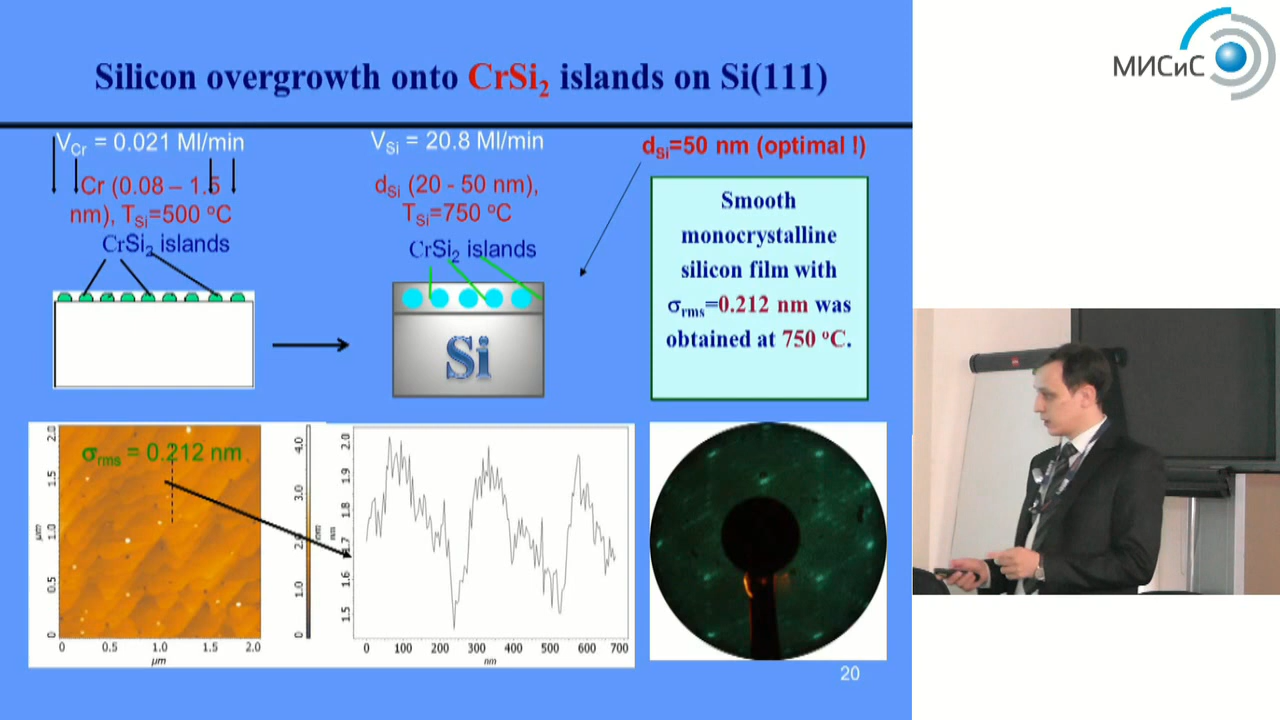 МИСиС
Silicon overgrowth onto CrSi2 islands on Si(111)
VCr = 0.021 Ml/min
Cr (0.08 – 1.5
nm), TSi=500 oC
CrSi2 islands
VSi = 20.8 Ml/min
dSi (20 - 50 nm),
TSi=750 oC
CrSi2 islands
Si
dSi=50 nm (optimal !)
Smooth
monocrystalline
silicon film with
σrms=0.212 nm was
obtained at 750 oC.
σrms = 0.212 nm
2.0
1.5
1.0
0.5
0
μm
0 0.5 1.0 1.5 2.0
μm
4.0
3.0
2.0
1.0
0
nm
2.0
1.9
1.8
1.7
1.6
1.5
nm
0 100 200 300 400 500 600 700
nm
20